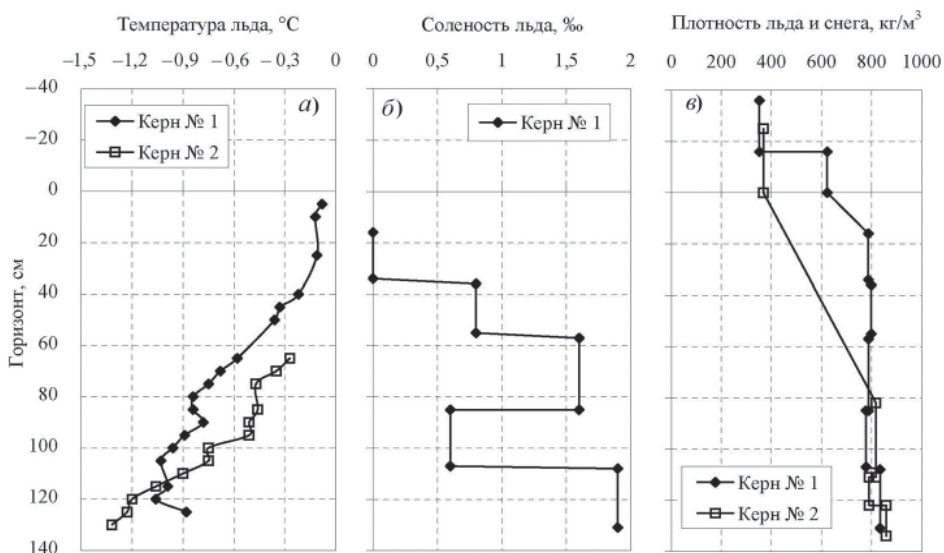 Температура льда, °С
−1,5 −1,2 −0,9 −0,6 −0,3 0
Соленость льда, ‰
0 0,5 1 1,5 2
Плотность льда и снега, кг/м³
0 200 400 600 800 1000
Горизонт, см
−40
−20
0
20
40
60
80
100
120
140
а)
Керн № 1
Керн № 2
б)
Керн № 1
в)
Керн № 1
Керн № 2